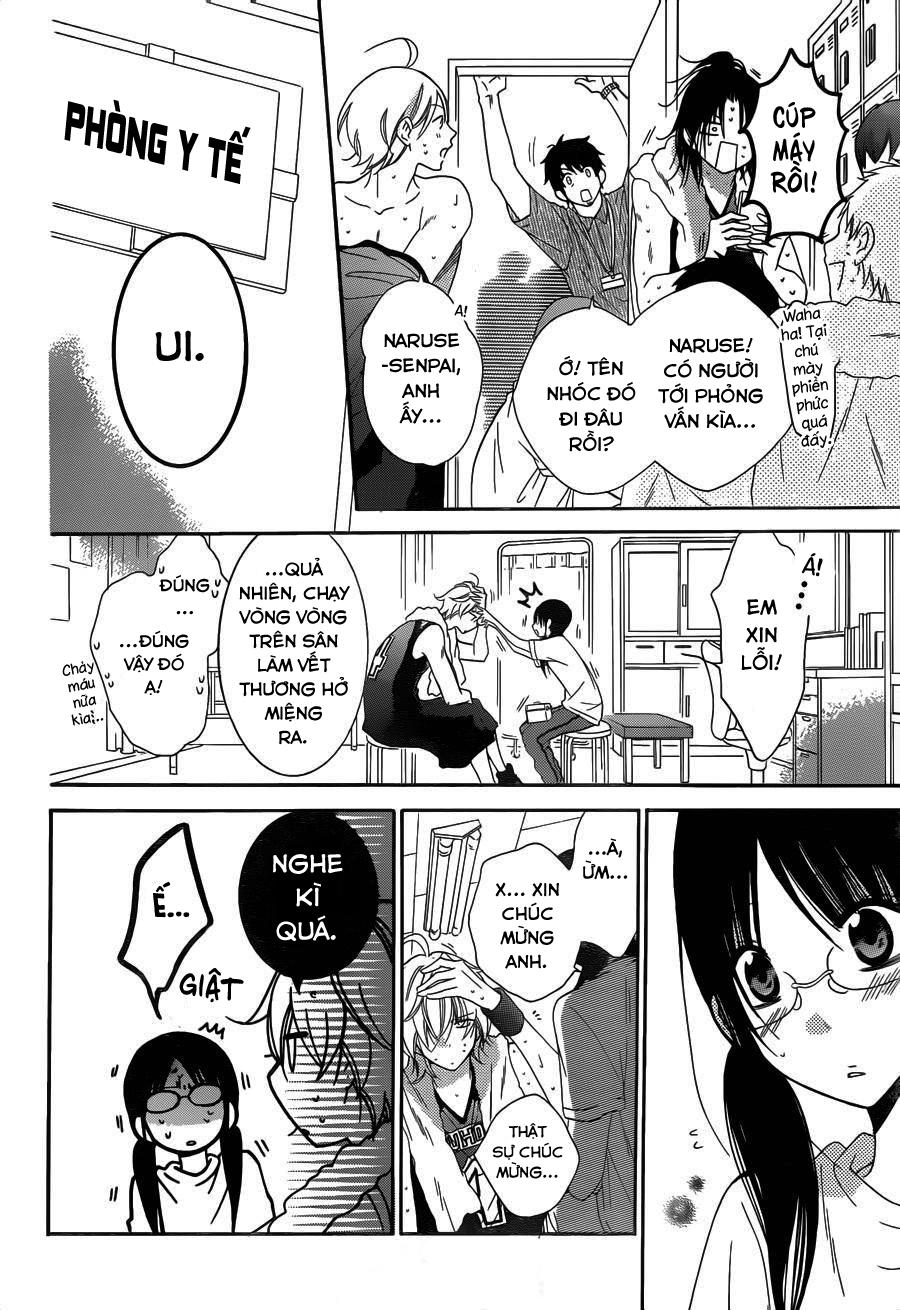 CÚP
MÁY
RỒI!
Waha
ha! Tại
chú
mày
phiền
phức
quá
đấy!
NARUSE!
CÓ NGƯỜI
TỚI PHỎNG
VẤN KÌA...
Ớ! TÊN
NHÓC ĐÓ
ĐI ĐÂU
RỒI?
A!
NARUSE
-SENPAI,
ANH
ẤY...
PHÒNG Y TẾ
UI.
Á!
EM
XIN
LỖI!
...QUẢ
NHIÊN, CHẠY
VÒNG VÒNG
TRÊN SÂN
LÀM VẾT
THƯƠNG HỞ
MIỆNG
RA.
ĐÚNG
...
...ĐÚNG
VẬY ĐÓ
Ạ!
Chảy
máu
nữa
kìa...
...À,
ỪM...
X... XIN
CHÚC
MỪNG
ANH.
THẬT
SỰ CHÚC
MỪNG...
NGHE
KÌ
QUÁ.
Ế...
GIẬT